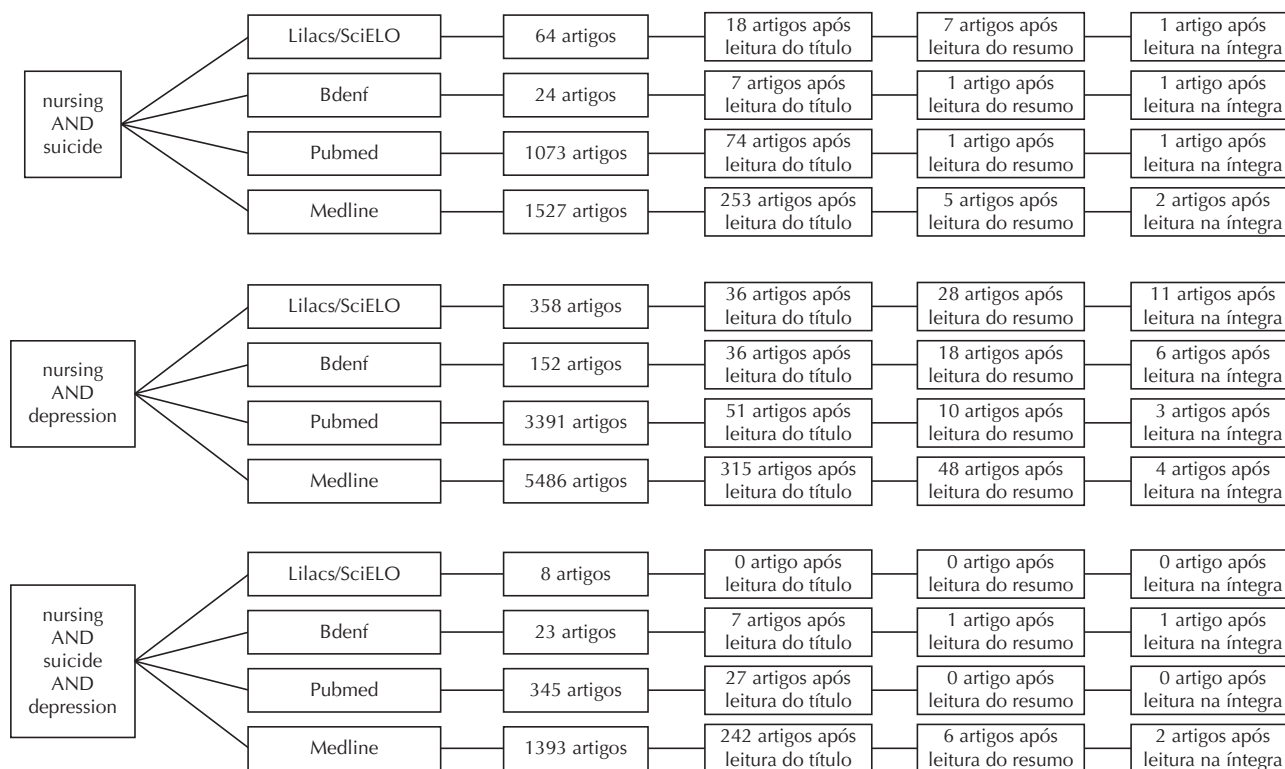 nursing
AND
suicide
Lilacs/SciELO
64 artigos
18 artigos após
leitura do título
7 artigos após
leitura do resumo
1 artigo após
leitura na íntegra
Bdenf
24 artigos
7 artigos após
leitura do título
1 artigo após
leitura do resumo
1 artigo após
leitura na íntegra
Pubmed
1073 artigos
74 artigos após
leitura do título
1 artigo após
leitura do resumo
1 artigo após
leitura na íntegra
Medline
1527 artigos
253 artigos após
leitura do título
5 artigos após
leitura do resumo
2 artigos após
leitura na íntegra
nursing
AND
depression
Lilacs/SciELO
358 artigos
36 artigos após
leitura do título
28 artigos após
leitura do resumo
11 artigos após
leitura na íntegra
Bdenf
152 artigos
36 artigos após
leitura do título
18 artigos após
leitura do resumo
6 artigos após
leitura na íntegra
Pubmed
3391 artigos
51 artigos após
leitura do título
10 artigos após
leitura do resumo
3 artigos após
leitura na íntegra
Medline
5486 artigos
315 artigos após
leitura do título
48 artigos após
leitura do resumo
4 artigos após
leitura na íntegra
nursing
AND
suicide
AND
depression
Lilacs/SciELO
8 artigos
0 artigo após
leitura do título
0 artigo após
leitura do resumo
0 artigo após
leitura na íntegra
Bdenf
23 artigos
7 artigos após
leitura do título
1 artigo após
leitura do resumo
1 artigo após
leitura na íntegra
Pubmed
345 artigos
27 artigos após
leitura do título
0 artigo após
leitura do resumo
0 artigo após
leitura na íntegra
Medline
1393 artigos
242 artigos após
leitura do título
6 artigos após
leitura do resumo
2 artigos após
leitura na íntegra